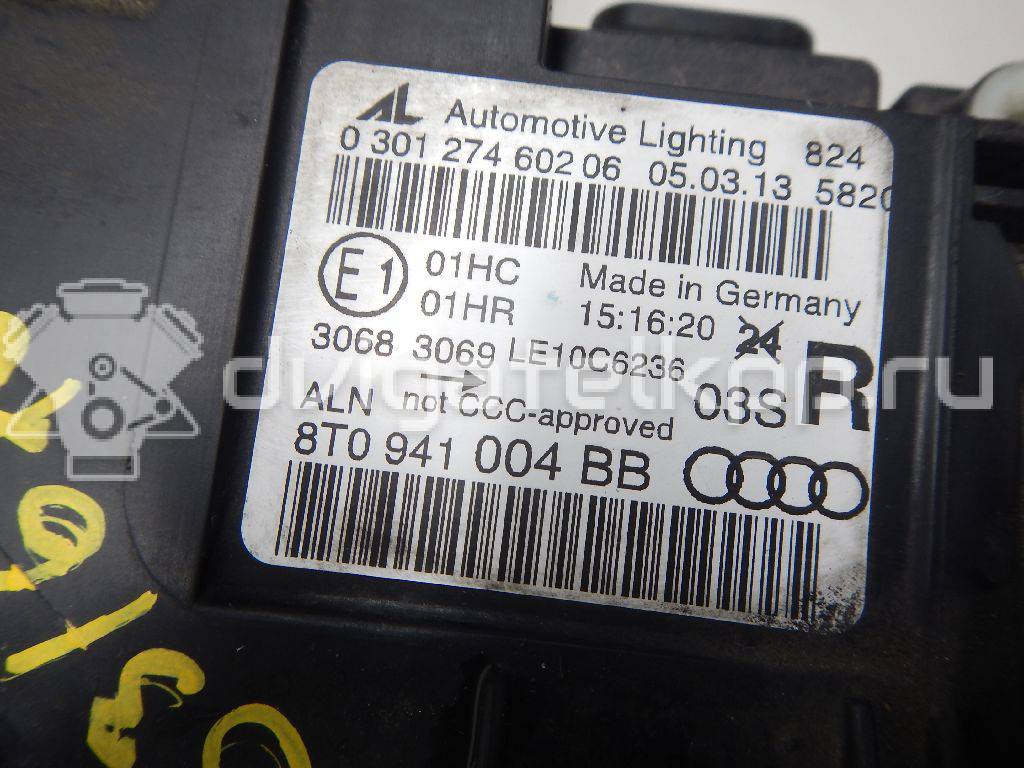 AL Automotive Lighting 824
0 301 274 602 06 05.03.13 5820
E1 01HC Made in Germany
01HR 15:16:20 24
3068 3069 LE10C6236 R
ALN not CCC-approved 03S
8T0 941 004 BB
dvigatelkom.ru